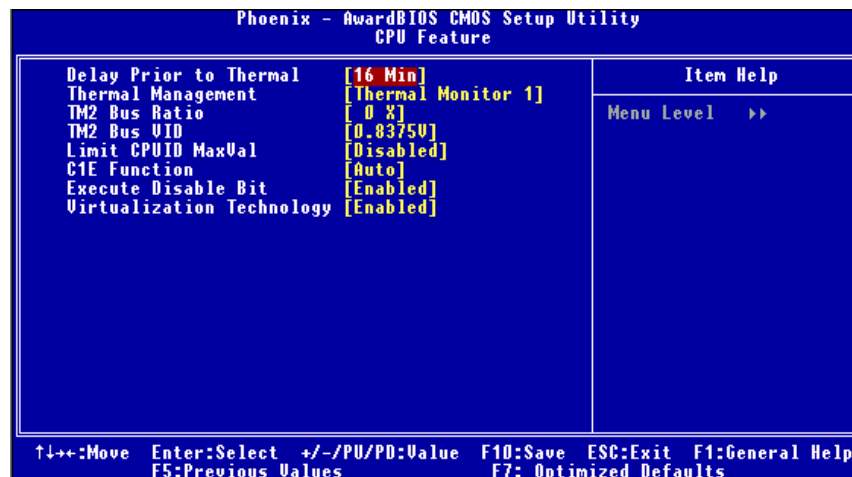 Phoenix - AwardBIOS CMOS Setup Utility
CPU Feature
Delay Prior to Thermal [16 Min]
Thermal Management [Thermal Monitor 1]
TM2 Bus Ratio [ 0 X]
TM2 Bus VID [0.8375V]
Limit CPUID MaxVal [Disabled]
C1E Function [Auto]
Execute Disable Bit [Enabled]
Virtualization Technology [Enabled]
Item Help
Menu Level ▸▸
↑↓→←:Move Enter:Select +/-/PU/PD:Value F10:Save ESC:Exit F1:General Help
F5:Previous Values F7: Optimized Defaults